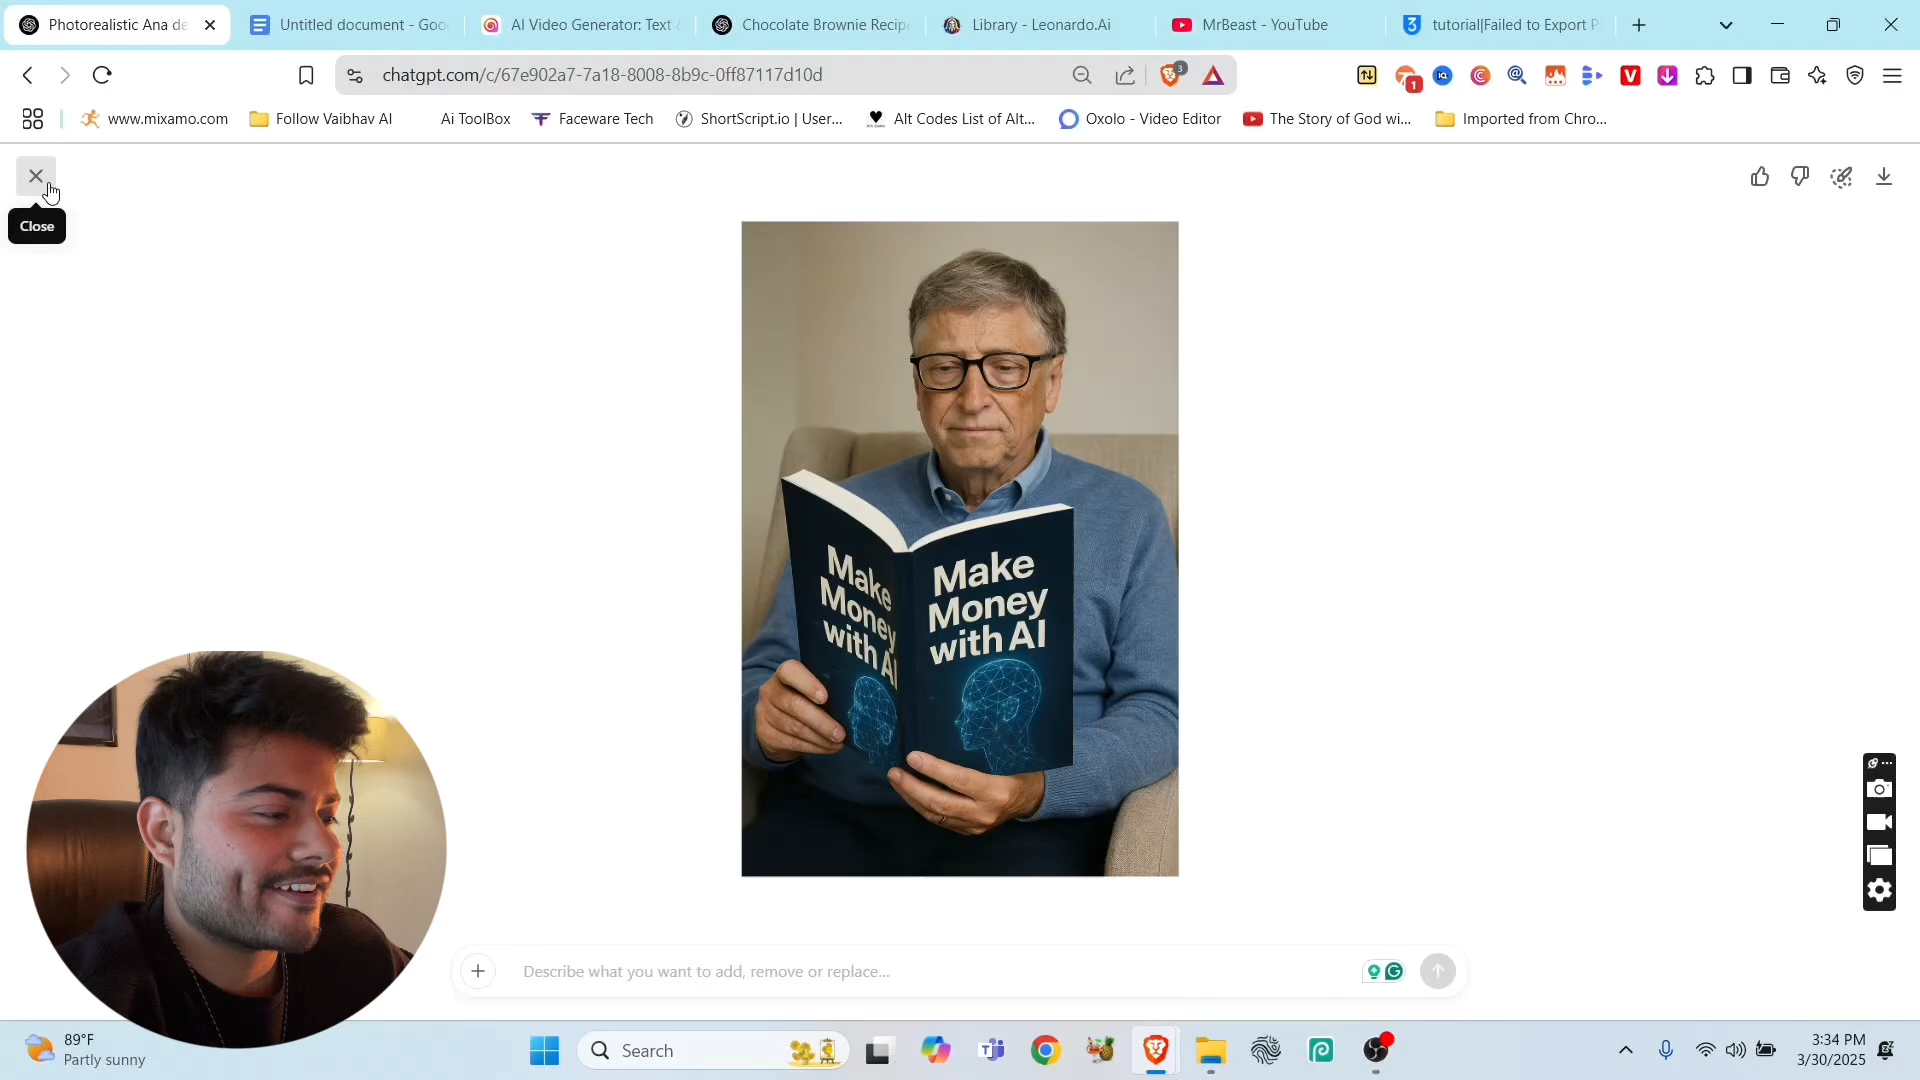 Photorealistic Ana de
Untitled document - Goo
AI Video Generator: Text
Chocolate Brownie Recipe
Library - Leonardo.Ai
MrBeast - YouTube
tutorial|Failed to Export P
chatgpt.com/c/67e902a7-7a18-8008-8b9c-0ff87117d10d
3
1
V
www.mixamo.com
Follow Vaibhav AI
Ai ToolBox
Faceware Tech
ShortScript.io | User...
Alt Codes List of Alt...
Oxolo - Video Editor
The Story of God wi...
Imported from Chro...
Close
Make
Money
with AI
Make
Money
with AI
Describe what you want to add, remove or replace...
89°F
Partly sunny
Search
3:34 PM
3/30/2025